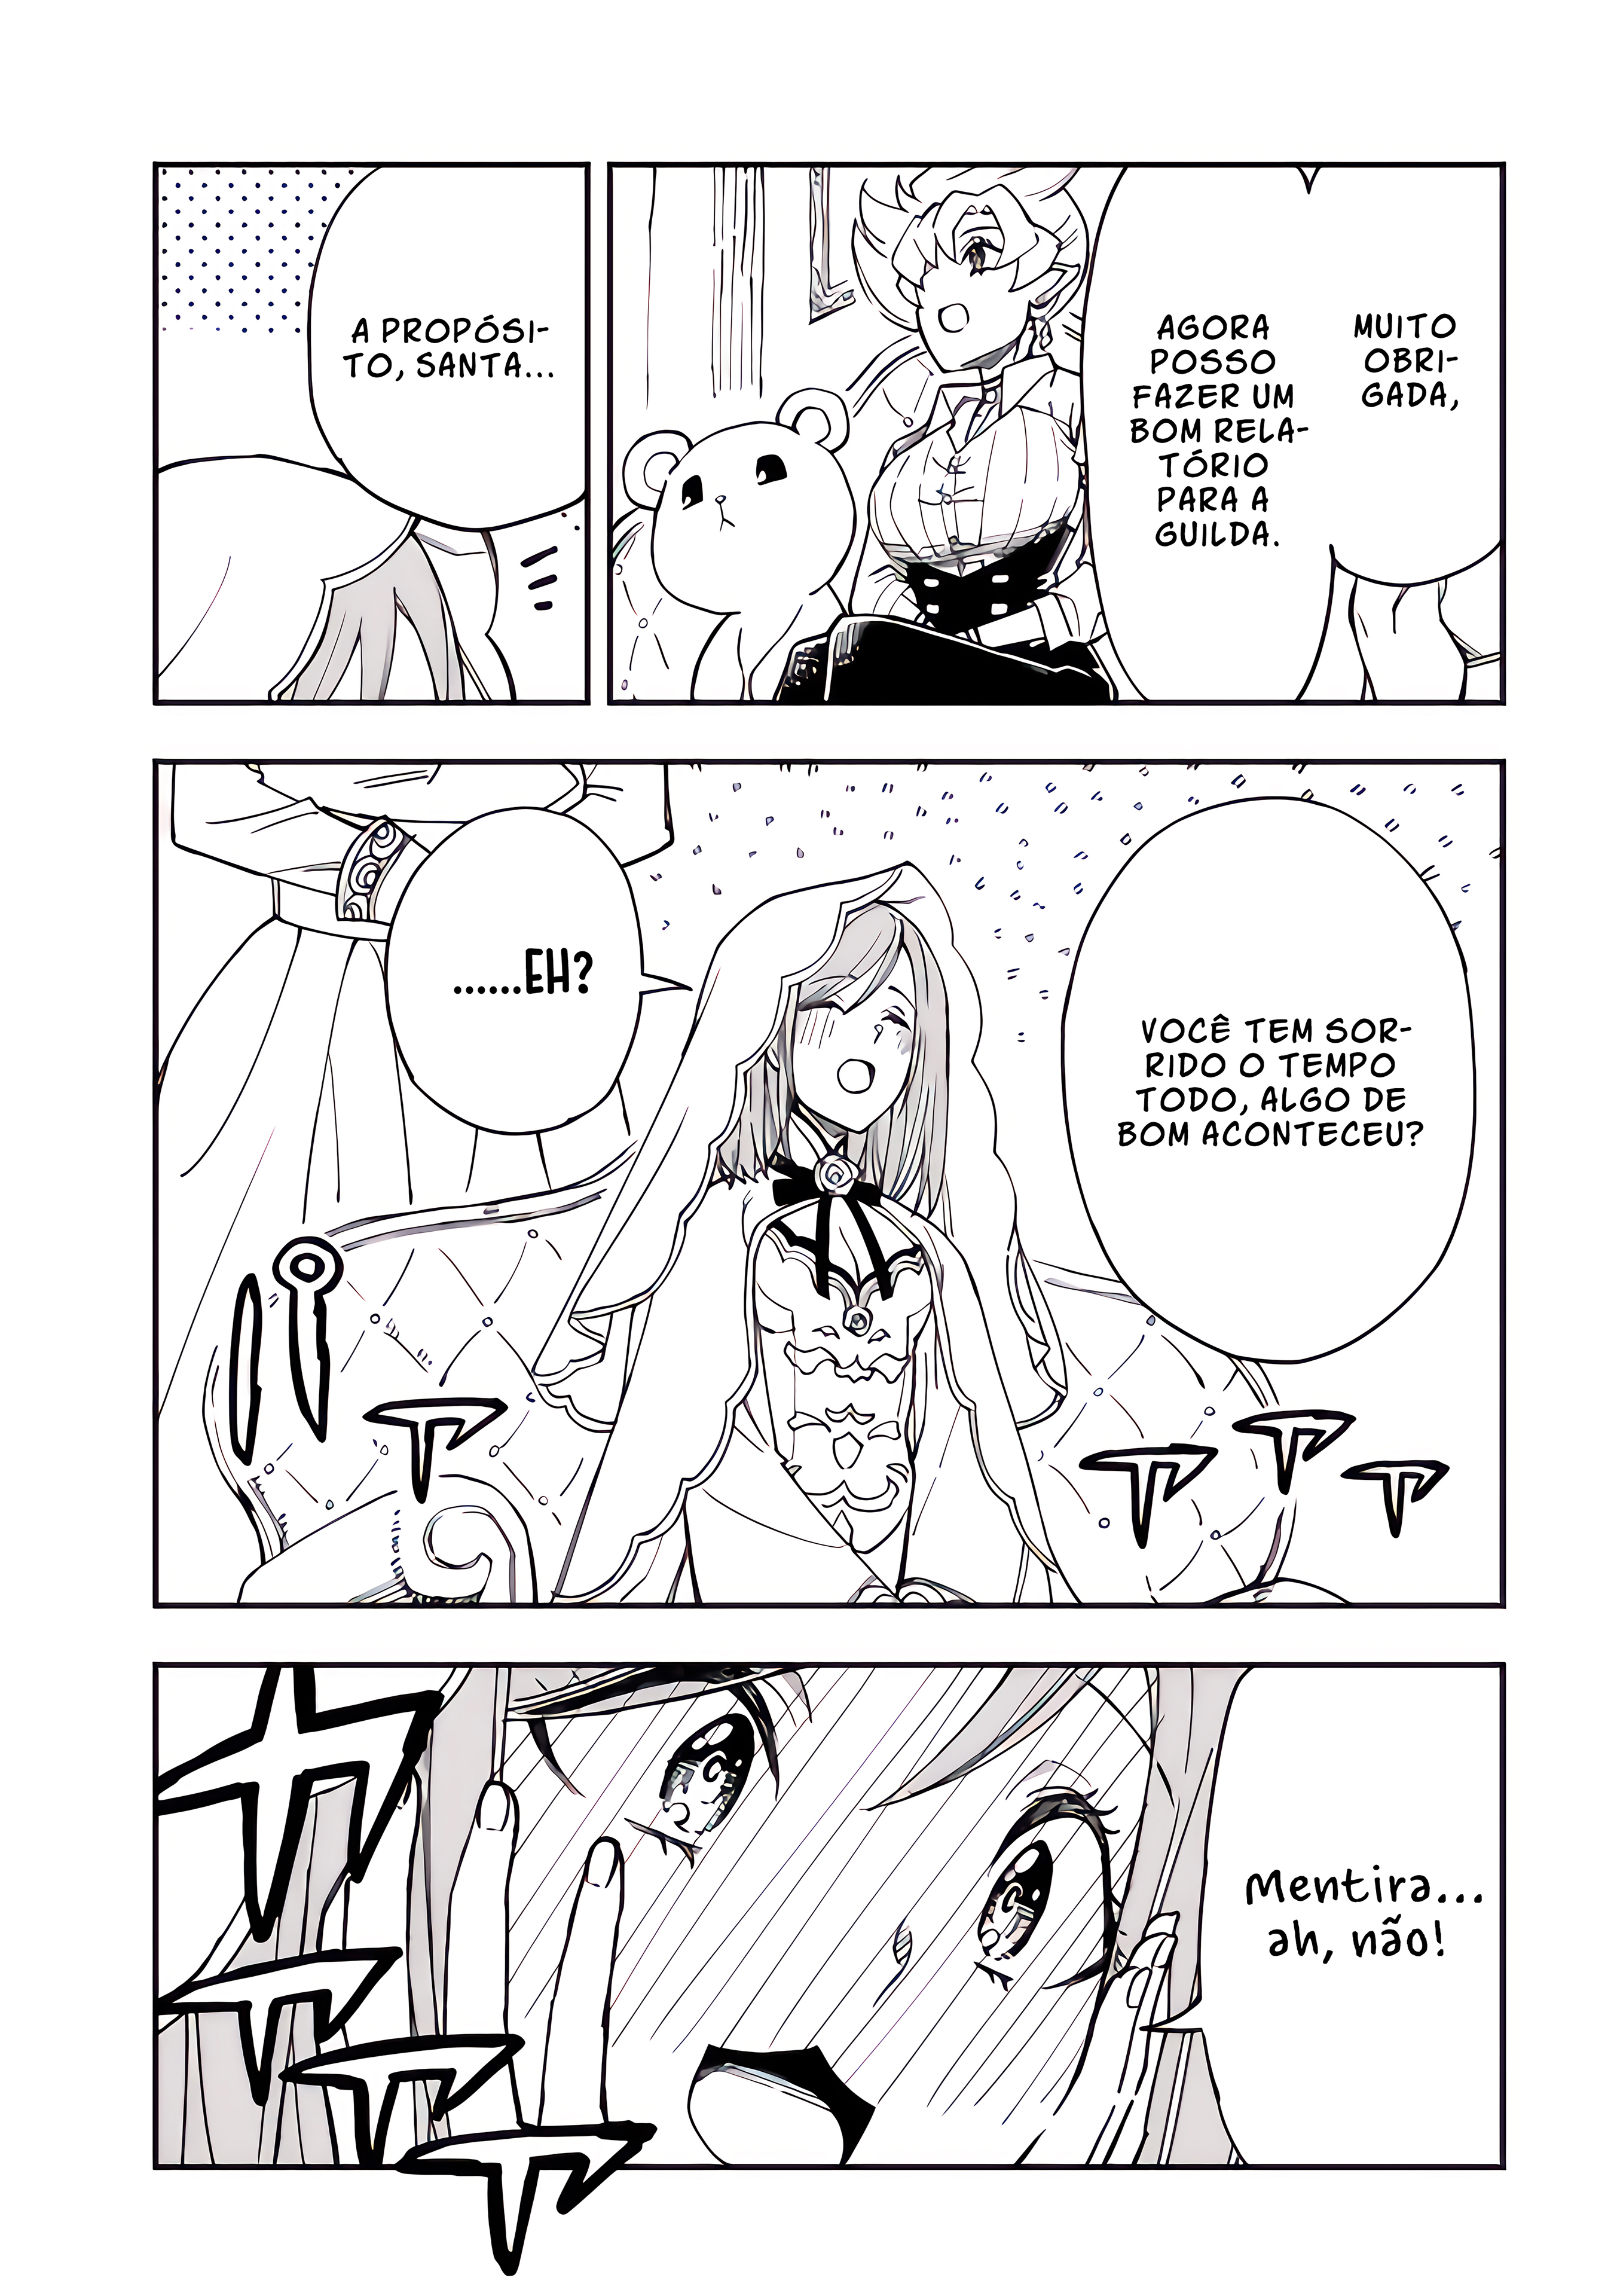 MUITO
OBRI-
GADA,
AGORA
POSSO
FAZER UM
BOM RELA-
TÓRIO
PARA A
GUILDA.
A PROPÓSI-
TO, SANTA...
VOCÊ TEM SOR-
RIDO O TEMPO
TODO, ALGO DE
BOM ACONTECEU?
......EH?
Mentira...
ah, não!